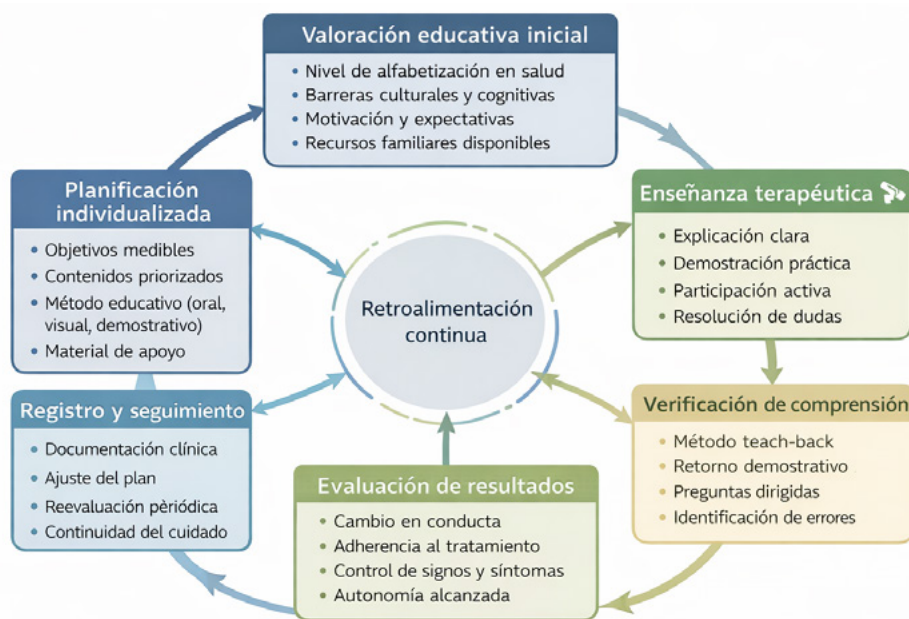 Valoración educativa inicial
• Nivel de alfabetización en salud
• Barreras culturales y cognitivas
• Motivación y expectativas
• Recursos familiares disponibles
Planificación
individualizada
• Objetivos medibles
• Contenidos priorizados
• Método educativo (oral,
visual, demostrativo)
• Material de apoyo
Enseñanza terapéutica
• Explicación clara
• Demostración práctica
• Participación activa
• Resolución de dudas
Retroalimentación
continua
Registro y seguimiento
• Documentación clínica
• Ajuste del plan
• Reevaluación pèriódica
• Continuidad del cuidado
Verificación de comprensión
• Método teach-back
• Retorno demostrativo
• Preguntas dirigidas
• Identificación de errores
Evaluación de resultados
• Cambio en conducta
• Adherencia al tratamiento
• Control de signos y síntomas
• Autonomía alcanzada